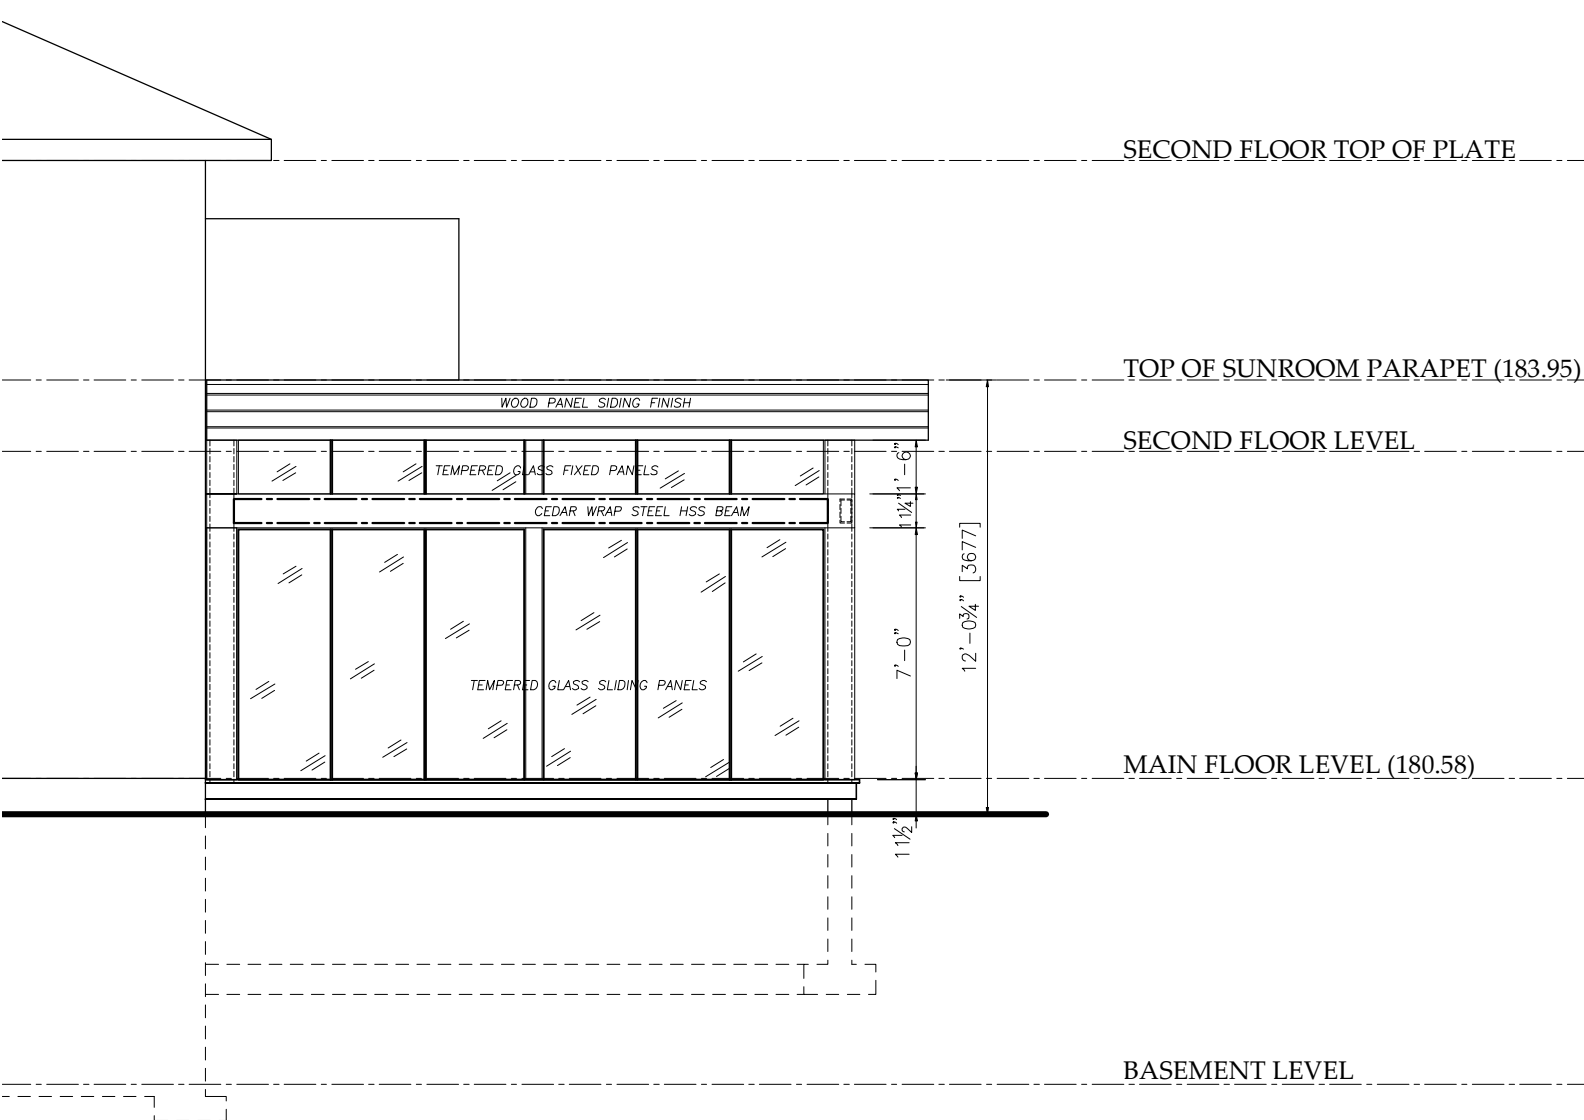 SECOND FLOOR TOP OF PLATE
TOP OF SUNROOM PARAPET (183.95)
WOOD PANEL SIDING FINISH
SECOND FLOOR LEVEL
1'-6"
TEMPERED GLASS FIXED PANELS
11¼"
CEDAR WRAP STEEL HSS BEAM
12'-0¾" [3677]
7'-0"
TEMPERED GLASS SLIDING PANELS
MAIN FLOOR LEVEL (180.58)
11½"
BASEMENT LEVEL